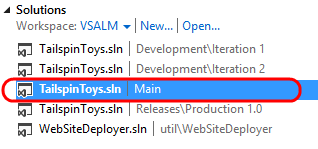 Solutions
Workspace: VSALM | New... | Open...
TailspinToys.sln | Development\Iteration 1
TailspinToys.sln | Development\Iteration 2
TailspinToys.sln | Main
TailspinToys.sln | Releases\Production 1.0
WebSiteDeployer.sln | util\WebSiteDeployer